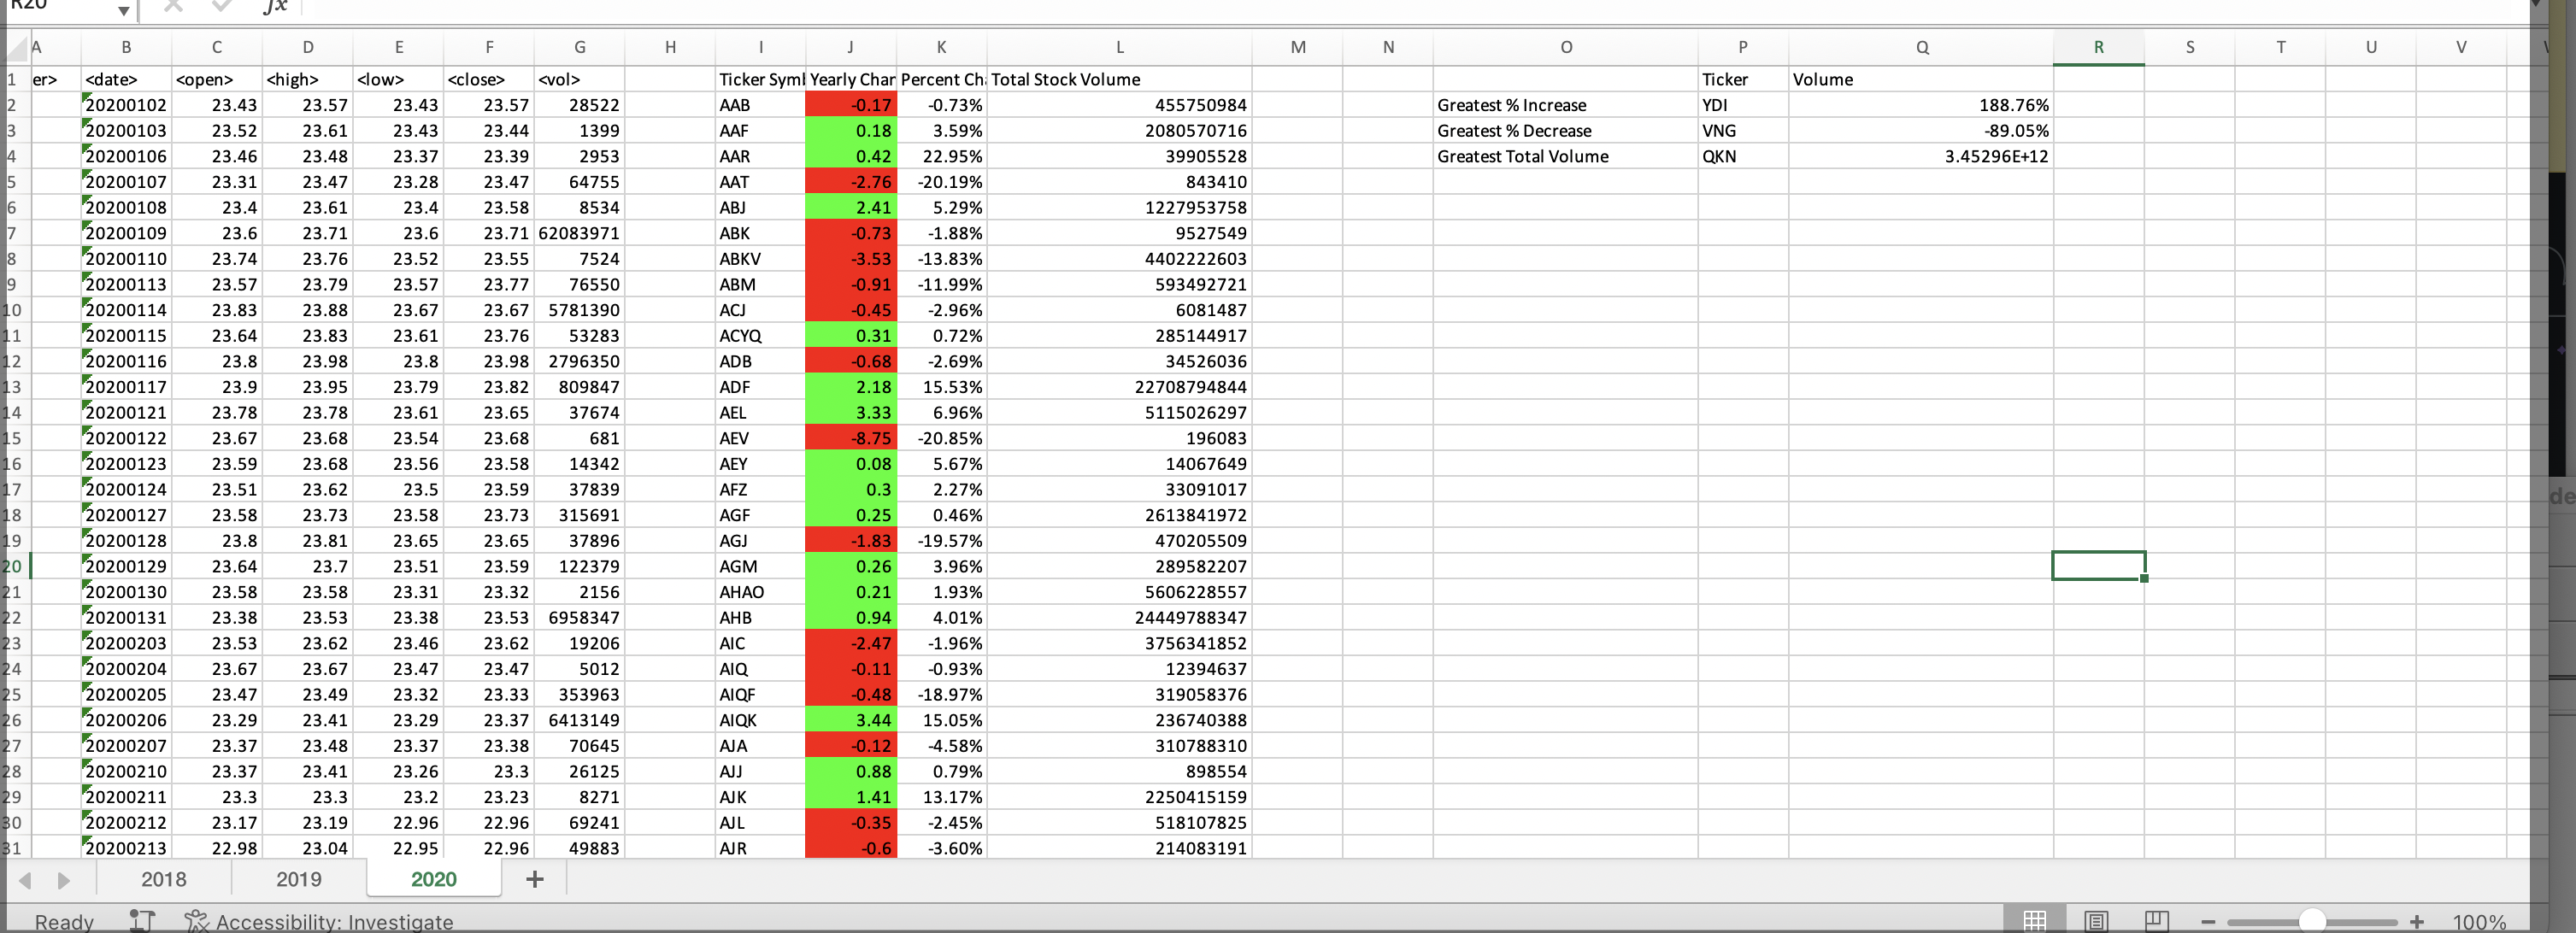 R20 fx
A B C D E F G H I J K L M N O P Q R S T U V
1 er> <date> <open> <high> <low> <close> <vol> Ticker Syml Yearly Char Percent Ch Total Stock Volume Ticker Volume
2 20200102 23.43 23.57 23.43 23.57 28522 AAB -0.17 -0.73% 455750984 Greatest % Increase YDI 188.76%
3 20200103 23.52 23.61 23.43 23.44 1399 AAF 0.18 3.59% 2080570716 Greatest % Decrease VNG -89.05%
4 20200106 23.46 23.48 23.37 23.39 2953 AAR 0.42 22.95% 39905528 Greatest Total Volume QKN 3.45296E+12
5 20200107 23.31 23.47 23.28 23.47 64755 AAT -2.76 -20.19% 843410
6 20200108 23.4 23.61 23.4 23.58 8534 ABJ 2.41 5.29% 1227953758
7 20200109 23.6 23.71 23.6 23.71 62083971 ABK -0.73 -1.88% 9527549
8 20200110 23.74 23.76 23.52 23.55 7524 ABKV -3.53 -13.83% 4402222603
9 20200113 23.57 23.79 23.57 23.77 76550 ABM -0.91 -11.99% 593492721
10 20200114 23.83 23.88 23.67 23.67 5781390 ACJ -0.45 -2.96% 6081487
11 20200115 23.64 23.83 23.61 23.76 53283 ACYQ 0.31 0.72% 285144917
12 20200116 23.8 23.98 23.8 23.98 2796350 ADB -0.68 -2.69% 34526036
13 20200117 23.9 23.95 23.79 23.82 809847 ADF 2.18 15.53% 22708794844
14 20200121 23.78 23.78 23.61 23.65 37674 AEL 3.33 6.96% 5115026297
15 20200122 23.67 23.68 23.54 23.68 681 AEV -8.75 -20.85% 196083
16 20200123 23.59 23.68 23.56 23.58 14342 AEY 0.08 5.67% 14067649
17 20200124 23.51 23.62 23.5 23.59 37839 AFZ 0.3 2.27% 33091017
18 20200127 23.58 23.73 23.58 23.73 315691 AGF 0.25 0.46% 2613841972
19 20200128 23.8 23.81 23.65 23.65 37896 AGJ -1.83 -19.57% 470205509
20 20200129 23.64 23.7 23.51 23.59 122379 AGM 0.26 3.96% 289582207
21 20200130 23.58 23.58 23.31 23.32 2156 AHAO 0.21 1.93% 5606228557
22 20200131 23.38 23.53 23.38 23.53 6958347 AHB 0.94 4.01% 24449788347
23 20200203 23.53 23.62 23.46 23.62 19206 AIC -2.47 -1.96% 3756341852
24 20200204 23.67 23.67 23.47 23.47 5012 AIQ -0.11 -0.93% 12394637
25 20200205 23.47 23.49 23.32 23.33 353963 AIQF -0.48 -18.97% 319058376
26 20200206 23.29 23.41 23.29 23.37 6413149 AIQK 3.44 15.05% 236740388
27 20200207 23.37 23.48 23.37 23.38 70645 AJA -0.12 -4.58% 310788310
28 20200210 23.37 23.41 23.26 23.3 26125 AJJ 0.88 0.79% 898554
29 20200211 23.3 23.3 23.2 23.23 8271 AJK 1.41 13.17% 2250415159
30 20200212 23.17 23.19 22.96 22.96 69241 AJL -0.35 -2.45% 518107825
31 20200213 22.98 23.04 22.95 22.96 49883 AJR -0.6 -3.60% 214083191
2018 2019 2020 +
Ready Accessibility: Investigate 100%